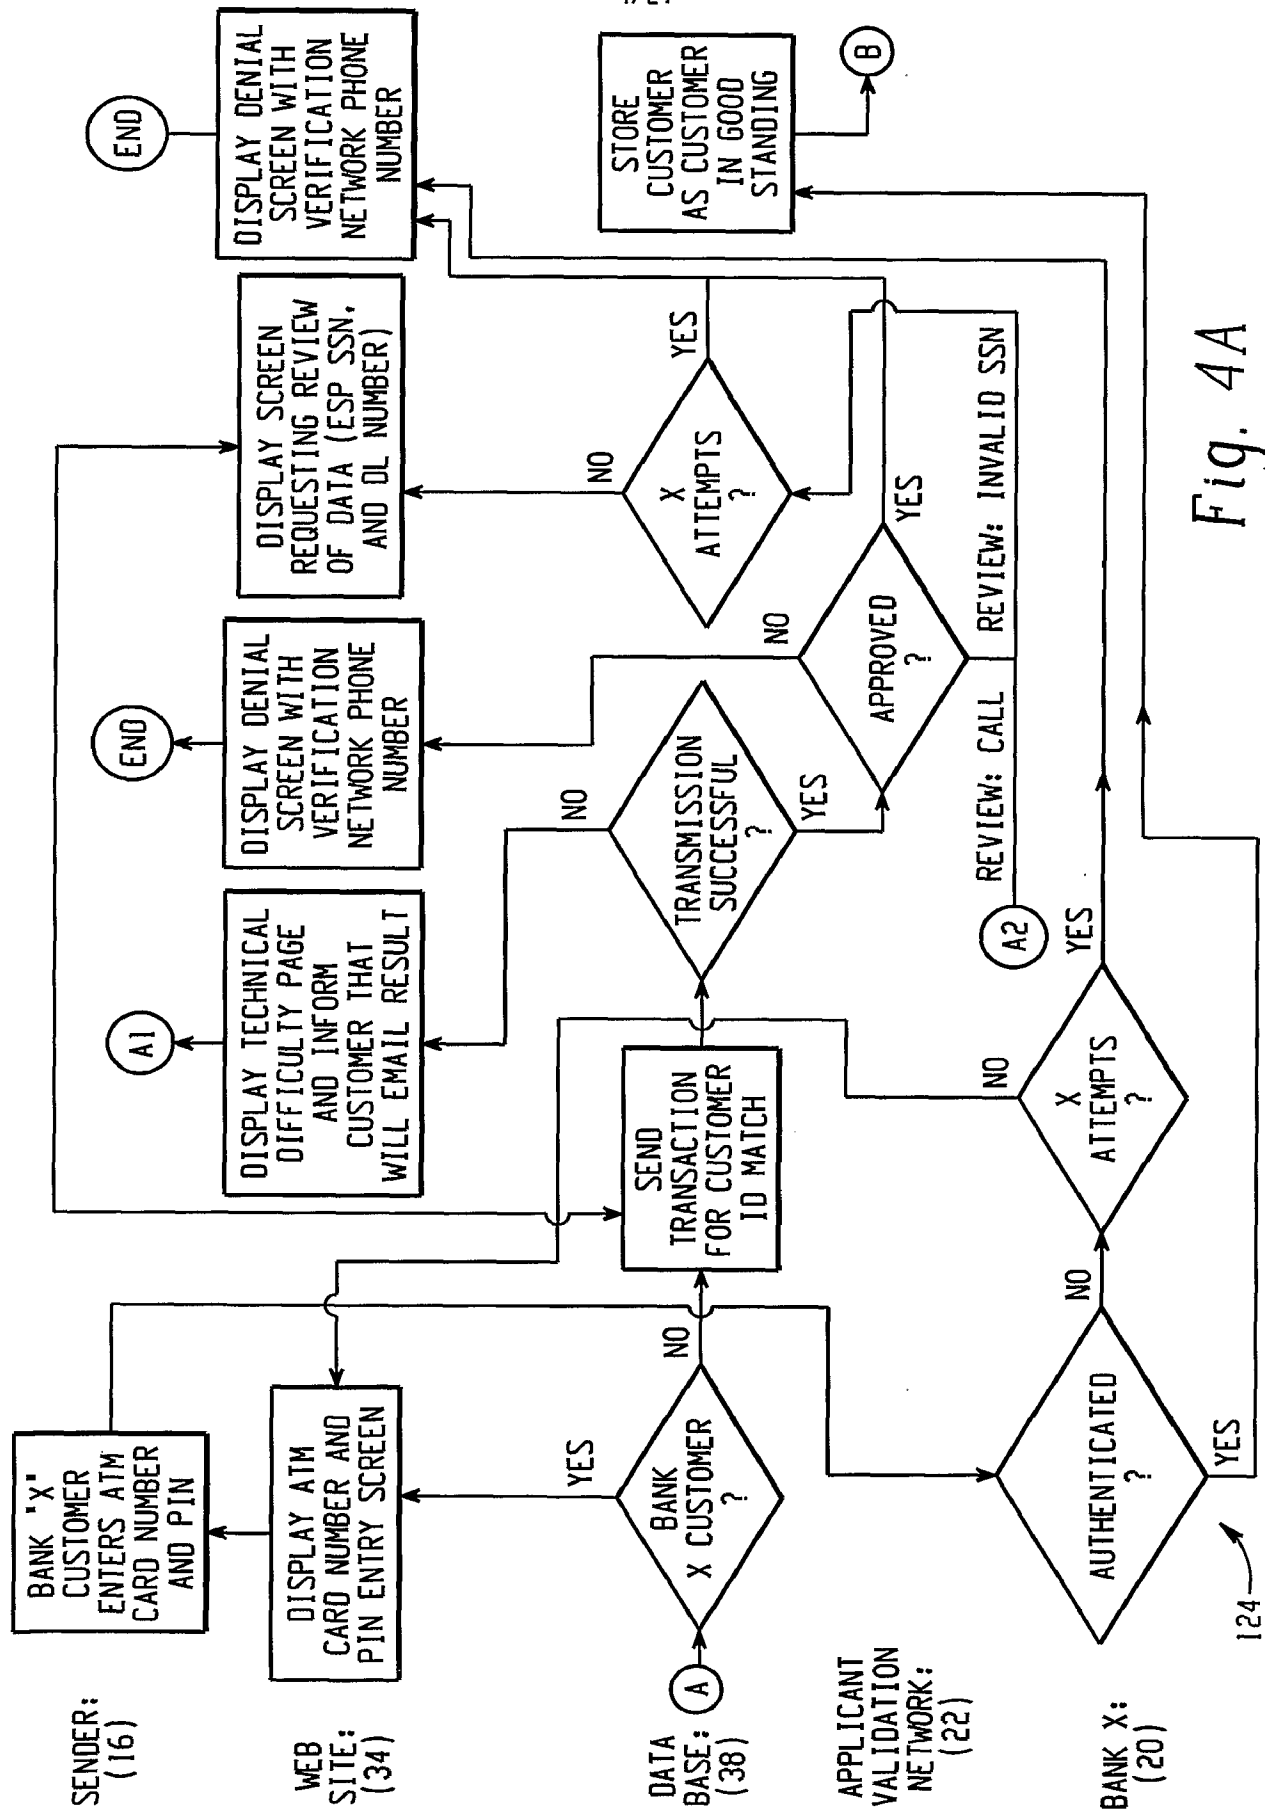 SENDER:
(16)
BANK "X"
CUSTOMER
ENTERS ATM
CARD NUMBER
AND PIN
END
END
A1
WEB
SITE:
(34)
DISPLAY ATM
CARD NUMBER AND
PIN ENTRY SCREEN
DISPLAY TECHNICAL
DIFFICULTY PAGE
AND INFORM
CUSTOMER THAT
WILL EMAIL RESULT
DISPLAY DENIAL
SCREEN WITH
VERIFICATION
NETWORK PHONE
NUMBER
DISPLAY SCREEN
REQUESTING REVIEW
OF DATA (ESP SSN,
AND DL NUMBER)
DISPLAY DENIAL
SCREEN WITH
VERIFICATION
NETWORK PHONE
NUMBER
DATA
BASE:
(38)
A
BANK
X CUSTOMER
?
YES
NO
SEND
TRANSACTION
FOR CUSTOMER
ID MATCH
TRANSMISSION
SUCCESSFUL
?
NO
YES
X
ATTEMPTS
?
NO
YES
STORE
CUSTOMER
AS CUSTOMER
IN GOOD
STANDING
B
APPLICANT
VALIDATION
NETWORK:
(22)
APPROVED
?
NO
YES
REVIEW: CALL
REVIEW: INVALID SSN
A2
BANK X:
(20)
AUTHENTICATED
?
NO
YES
X
ATTEMPTS
?
NO
YES
124
Fig. 4A